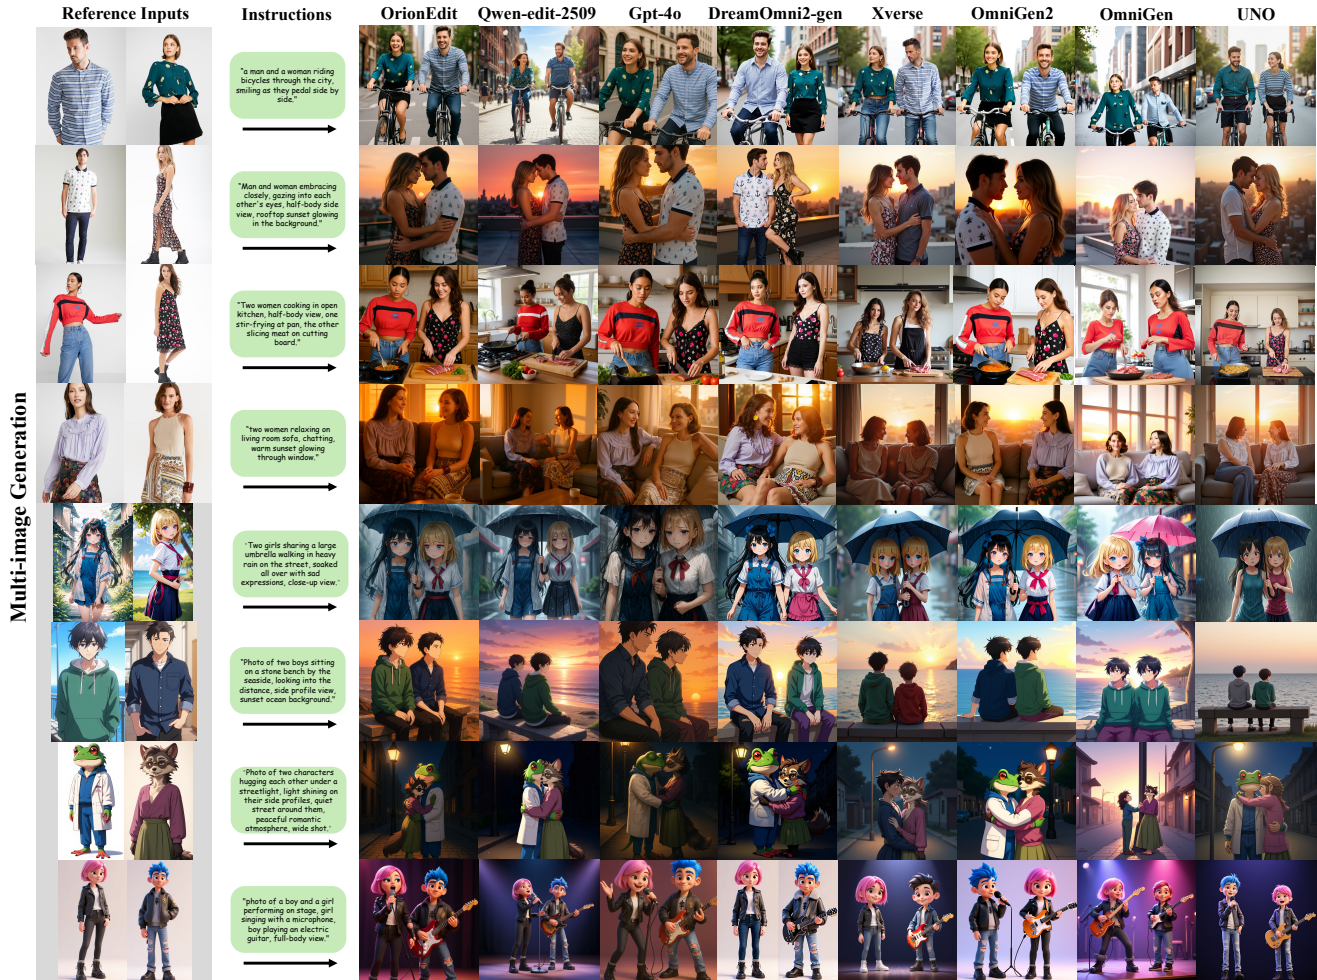 Reference Inputs
Instructions
OrionEdit
Qwen-edit-2509
Gpt-4o
DreamOmni2-gen
Xverse
OmniGen2
OmniGen
UNO
Multi-image Generation
"a man and a woman riding
bicycles through the city,
smiling as they pedal side by
side."
"Man and woman embracing
closely, gazing into each
other's eyes, half-body side
view, rooftop sunset glowing
in the background."
"Two women cooking in open
kitchen, half-body view, one
stir-frying at pan, the other
slicing meat on cutting
board."
"two women relaxing on
living room sofa, chatting,
warm sunset glowing
through window."
"Two girls sharing a large
umbrella walking in heavy
rain on the street, soaked
all over with sad
expressions, close-up view."
"Photo of two boys sitting
on a stone bench by the
seaside, looking into the
distance, side profile view,
sunset ocean background."
"Photo of two characters
hugging each other under a
streetlight, light shining on
their side profiles, quiet
street around them,
peaceful romantic
atmosphere, wide shot."
"photo of a boy and a girl
performing on stage, girl
singing with a microphone,
boy playing an electric
guitar, full-body view."